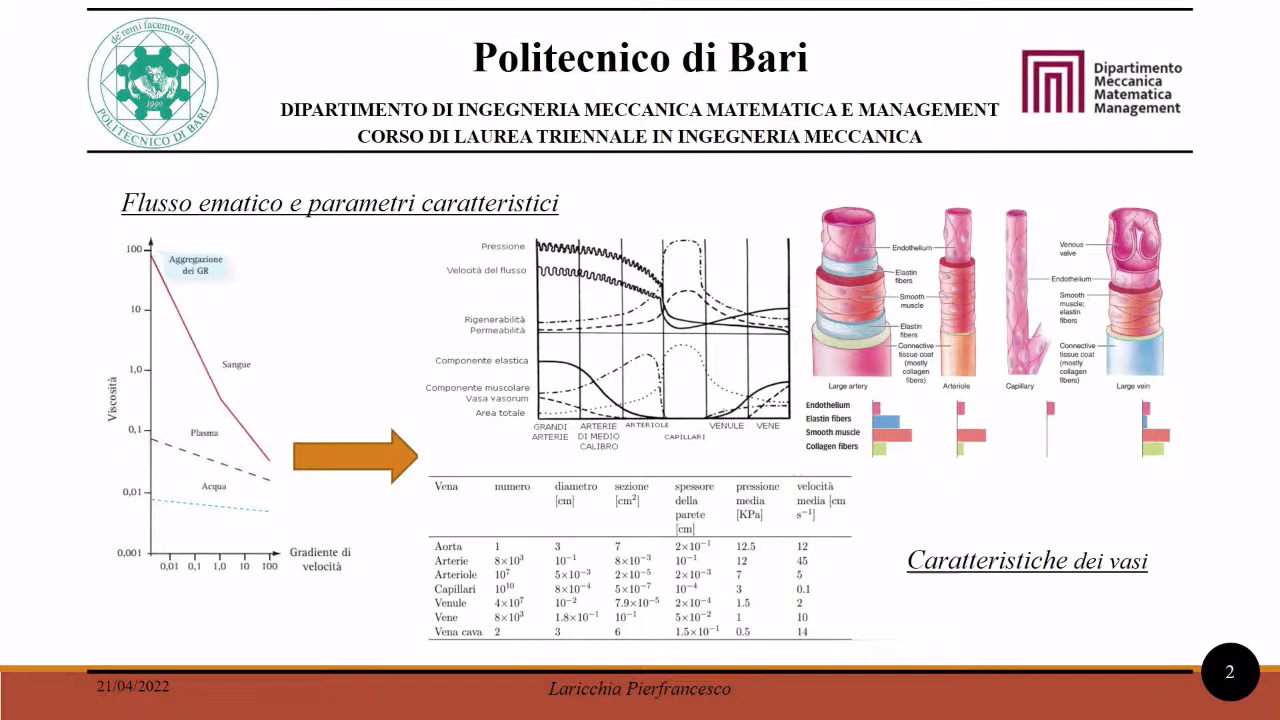 de' remi facemmo ali
1990
POLITECNICO DI BARI
Politecnico di Bari
DIPARTIMENTO DI INGEGNERIA MECCANICA MATEMATICA E MANAGEMENT
CORSO DI LAUREA TRIENNALE IN INGEGNERIA MECCANICA
Dipartimento
Meccanica
Matematica
Management
Flusso ematico e parametri caratteristici
Viscosità
100
10
1,0
0,1
0,01
0,001
Aggregazione
dei GR
Sangue
Plasma
Acqua
0,01 0,1 1,0 10 100
Gradiente di
velocità
Pressione
Velocità del flusso
Rigenerabilità
Permeabilità
Componente elastica
Componente muscolare
Vasa vasorum
Area totale
GRANDI
ARTERIE
ARTERIE
DI MEDIO
CALIBRO
ARTERIOLE
CAPILLARI
VENULE
VENE
Endothelium
Elastin
fibers
Smooth
muscle
Elastin
fibers
Connective
tissue coat
(mostly
collagen
fibers)
Venous
valve
Endothelium
Smooth
muscle;
elastin
fibers
Connective
tissue coat
(mostly
collagen
fibers)
Large artery
Arteriole
Capillary
Large vein
Endothelium
Elastin fibers
Smooth muscle
Collagen fibers
Vena numero diametro [cm] sezione [cm²] spessore della parete [cm] pressione media [KPa] velocità media [cm s⁻¹]
Aorta 1 3 7 2×10⁻¹ 12.5 12
Arterie 8×10³ 10⁻¹ 8×10⁻³ 10⁻¹ 12 45
Arteriole 10⁷ 5×10⁻³ 2×10⁻⁵ 2×10⁻³ 7 5
Capillari 10¹⁰ 8×10⁻⁴ 5×10⁻⁷ 10⁻⁴ 3 0.1
Venule 4×10⁷ 10⁻² 7.9×10⁻⁵ 2×10⁻⁴ 1.5 2
Vene 8×10³ 1.8×10⁻¹ 10⁻¹ 5×10⁻² 1 10
Vena cava 2 3 6 1.5×10⁻¹ 0.5 14
Caratteristiche dei vasi
21/04/2022
Laricchia Pierfrancesco
2